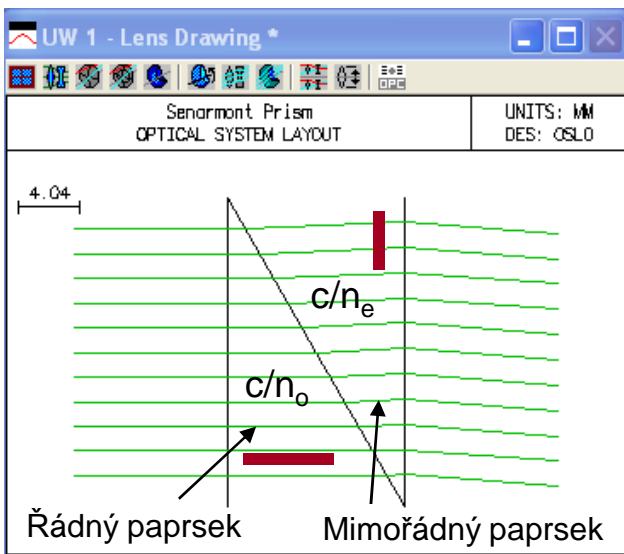 UW 1 - Lens Drawing *
Senarmont Prism
OPTICAL SYSTEM LAYOUT
UNITS: MM
DES: OSLO
4.04
c/nₑ
c/nₒ
Řádný paprsek
Mimořádný paprsek